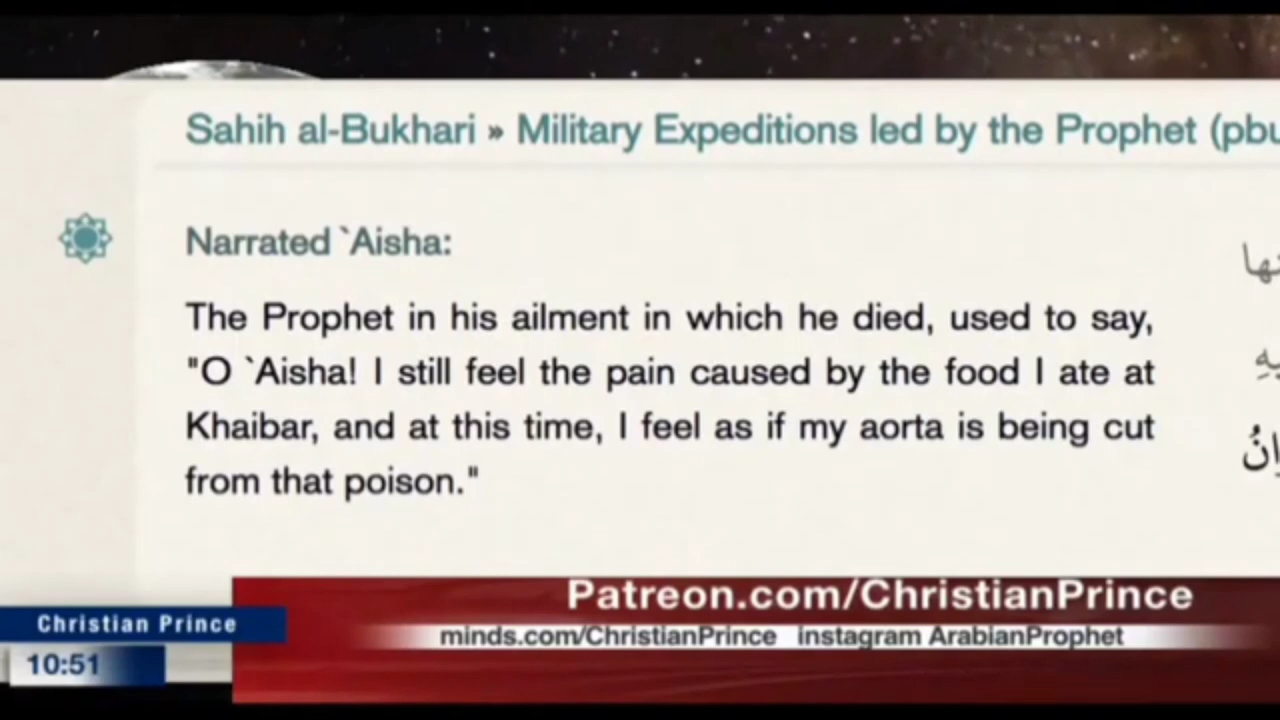 Sahih al-Bukhari » Military Expeditions led by the Prophet
Narrated `Aisha:
The Prophet in his ailment in which he died, used to say,
"O `Aisha! I still feel the pain caused by the food I ate at
Khaibar, and at this time, I feel as if my aorta is being cut
from that poison."
Patreon.com/ChristianPrince
minds.com/ChristianPrince instagram ArabianProphet
Christian Prince
10:51